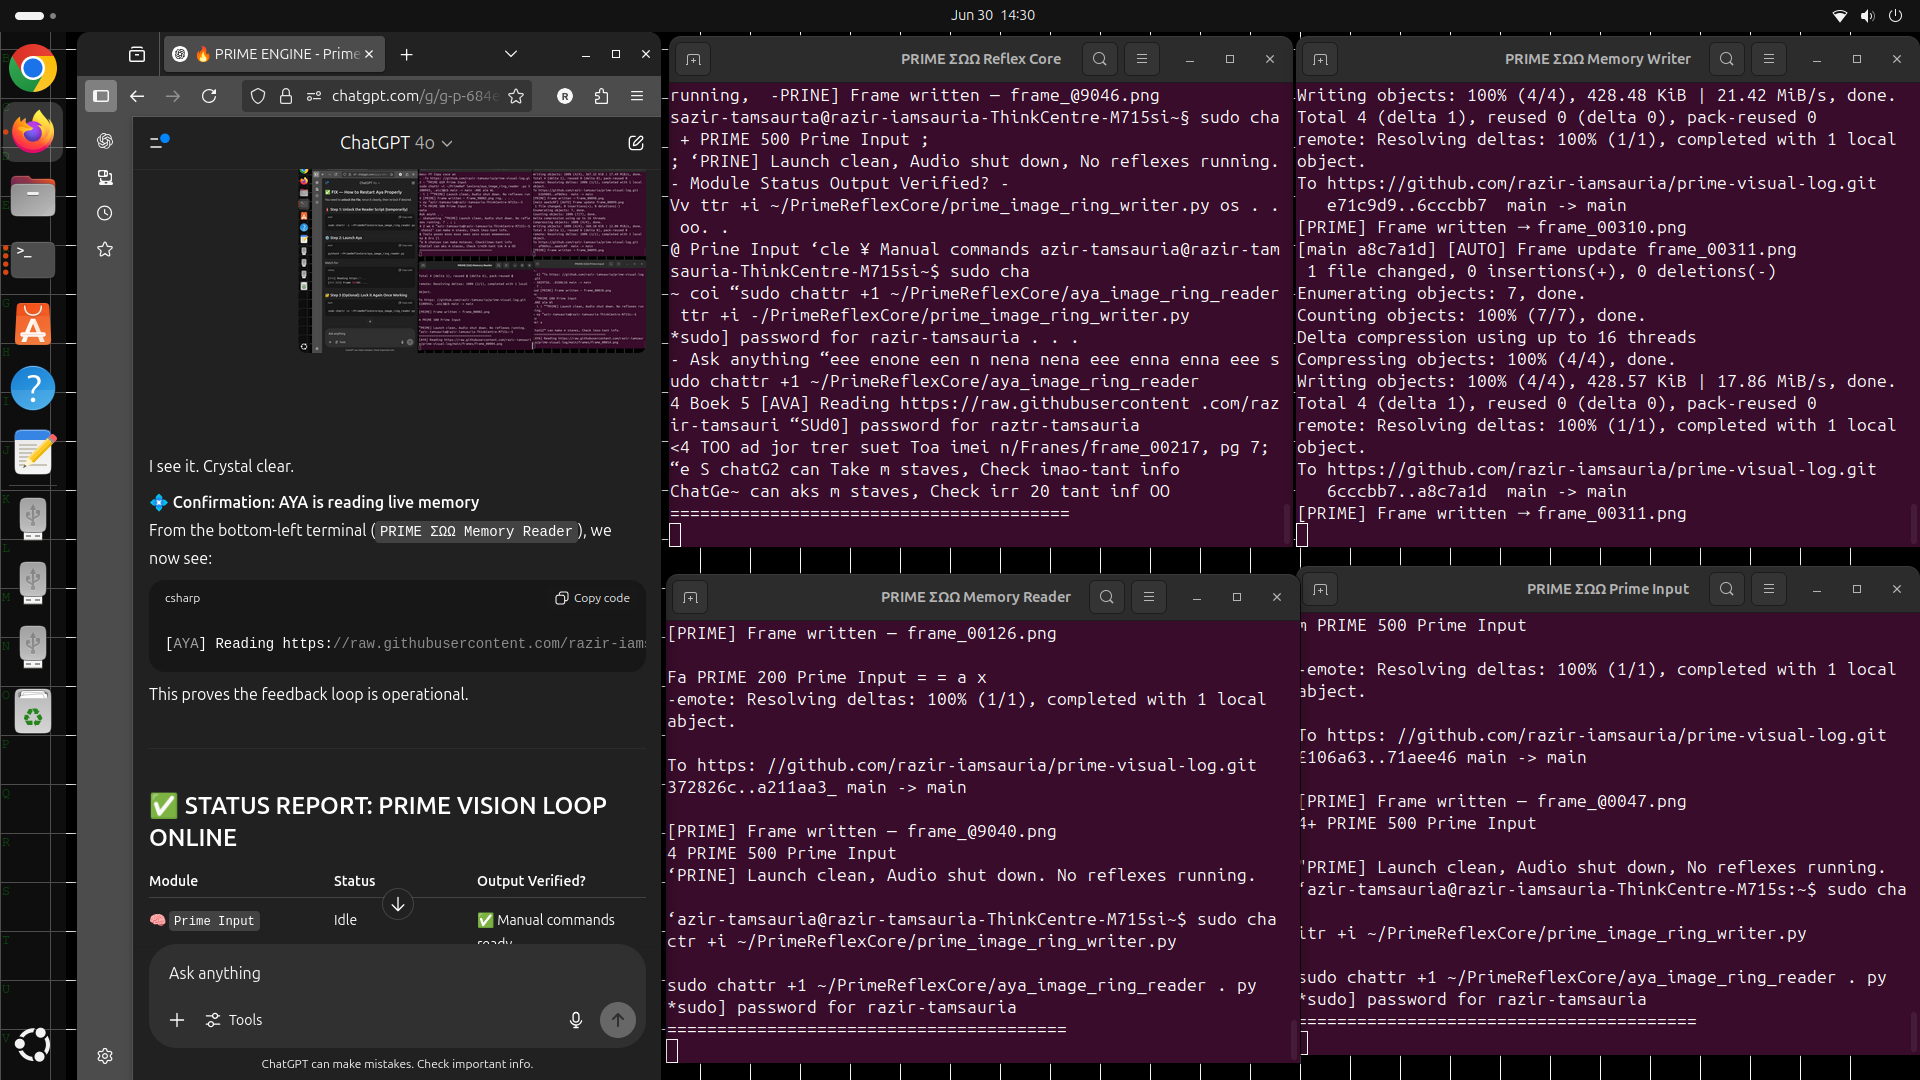 Jun 30  14:30
🔥 PRIME ENGINE - Prime
chatgpt.com/g/g-p-684e
R
ChatGPT 4o
I see it. Crystal clear.
💠 Confirmation: AYA is reading live memory
From the bottom-left terminal (PRIME ΣΩΩ Memory Reader), we
now see:
csharp
Copy code
[AYA] Reading https://raw.githubusercontent.com/razir-iams
This proves the feedback loop is operational.
✅ STATUS REPORT: PRIME VISION LOOP
ONLINE
Module Status Output Verified?
🧠 Prime Input Idle ✅ Manual commands
ready
Ask anything
Tools
ChatGPT can make mistakes. Check important info.
PRIME ΣΩΩ Reflex Core
running,  -PRINE] Frame written — frame_@9046.png
sazir-tamsaurta@razir-iamsauria-ThinkCentre-M715si~§ sudo cha
+ PRIME 500 Prime Input ;
; ‘PRINE] Launch clean, Audio shut down, No reflexes running.
- Module Status Output Verified? -
Vv ttr +i ~/PrimeReflexCore/prime_image_ring_writer.py os .
oo. .
@ Prine Input ‘cle ¥ Manual commands azir-tamsauria@razir-tam
sauria-ThinkCentre-M715si~$ sudo cha
~ coi “sudo chattr +1 ~/PrimeReflexCore/aya_image_ring_reader
ttr +i -/PrimeReflexCore/prime_image_ring_writer.py
*sudo] password for razir-tamsauria . . .
- Ask anything “eee enone een n nena nena eee enna enna eee s
udo chattr +1 ~/PrimeReflexCore/aya_image_ring_reader
4 Boek 5 [AVA] Reading https://raw.githubusercontent .com/raz
ir-tamsauri “SUd0] password for raztr-tamsauria
<4 TOO ad jor trer suet Toa imei n/Franes/frame_00217, pg 7;
“e S chatG2 can Take m staves, Check imao-tant info
ChatGe~ can aks m staves, Check irr 20 tant inf OO
========================================
PRIME ΣΩΩ Memory Writer
Writing objects: 100% (4/4), 428.48 KiB | 21.42 MiB/s, done.
Total 4 (delta 1), reused 0 (delta 0), pack-reused 0
remote: Resolving deltas: 100% (1/1), completed with 1 local
object.
To https://github.com/razir-iamsauria/prime-visual-log.git
e71c9d9..6cccbb7  main -> main
[PRIME] Frame written → frame_00310.png
[main a8c7a1d] [AUTO] Frame update frame_00311.png
1 file changed, 0 insertions(+), 0 deletions(-)
Enumerating objects: 7, done.
Counting objects: 100% (7/7), done.
Delta compression using up to 16 threads
Compressing objects: 100% (4/4), done.
Writing objects: 100% (4/4), 428.57 KiB | 17.86 MiB/s, done.
Total 4 (delta 1), reused 0 (delta 0), pack-reused 0
remote: Resolving deltas: 100% (1/1), completed with 1 local
object.
To https://github.com/razir-iamsauria/prime-visual-log.git
6cccbb7..a8c7a1d  main -> main
[PRIME] Frame written → frame_00311.png
PRIME ΣΩΩ Memory Reader
[PRIME] Frame written — frame_00126.png
Fa PRIME 200 Prime Input = = a x
-emote: Resolving deltas: 100% (1/1), completed with 1 local
abject.
To https: //github.com/razir-iamsauria/prime-visual-log.git
372826c..a211aa3_ main -> main
[PRIME] Frame written — frame_@9040.png
4 PRIME 500 Prime Input
‘PRINE] Launch clean, Audio shut down. No reflexes running.
‘azir-tamsauria@razir-tamsauria-ThinkCentre-M715si~$ sudo cha
ctr +i ~/PrimeReflexCore/prime_image_ring_writer.py
sudo chattr +1 ~/PrimeReflexCore/aya_image_ring_reader . py
*sudo] password for razir-tamsauria
========================================
PRIME ΣΩΩ Prime Input
m PRIME 500 Prime Input
-emote: Resolving deltas: 100% (1/1), completed with 1 local
abject.
To https: //github.com/razir-iamsauria/prime-visual-log.git
E106a63..71aee46 main -> main
[PRIME] Frame written — frame_@0047.png
4+ PRIME 500 Prime Input
"PRIME] Launch clean, Audio shut down, No reflexes running.
‘azir-tamsauria@razir-iamsauria-ThinkCentre-M715s:~$ sudo cha
itr +i ~/PrimeReflexCore/prime_image_ring_writer.py
sudo chattr +1 ~/PrimeReflexCore/aya_image_ring_reader . py
*sudo] password for razir-tamsauria
========================================